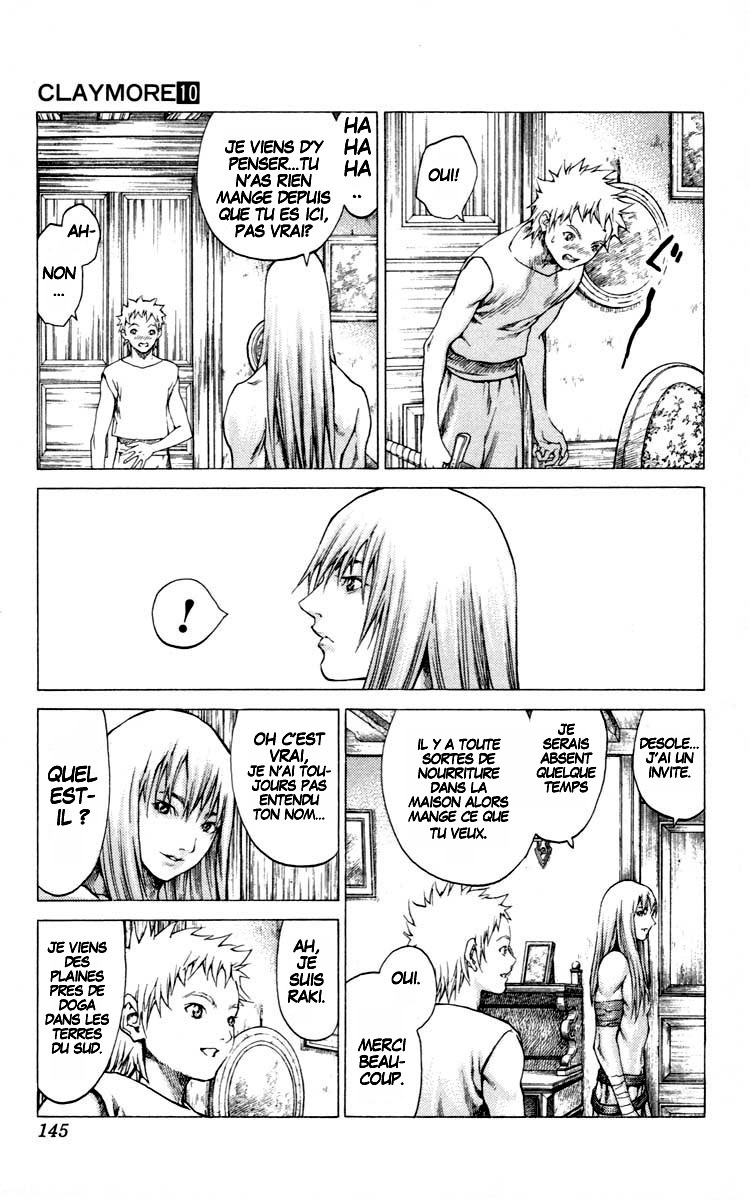 CLAYMORE 10
OUI!
HA
HA
HA
..
JE VIENS D'Y
PENSER...TU
N'AS RIEN
MANGE DEPUIS
QUE TU ES ICI,
PAS VRAI?
AH-
NON
...
!
DESOLE...
J'AI UN
INVITE.
JE
SERAIS
ABSENT
QUELQUE
TEMPS
IL Y A TOUTE
SORTES DE
NOURRITURE
DANS LA
MAISON ALORS
MANGE CE QUE
TU VEUX.
OUI.
MERCI
BEAU-
COUP.
OH C'EST
VRAI,
JE N'AI TOU-
JOURS PAS
ENTENDU
TON NOM...
QUEL
EST-
IL ?
AH,
JE
SUIS
RAKI.
JE VIENS
DES
PLAINES
PRES DE
DOGA
DANS LES
TERRES
DU SUD.
145